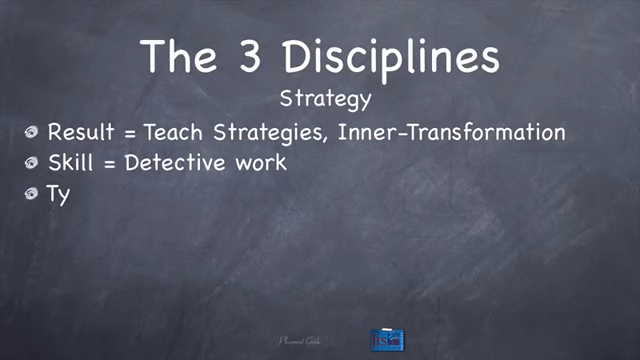 The 3 Disciplines
Strategy
Result = Teach Strategies, Inner-Transformation
Skill = Detective work
Ty